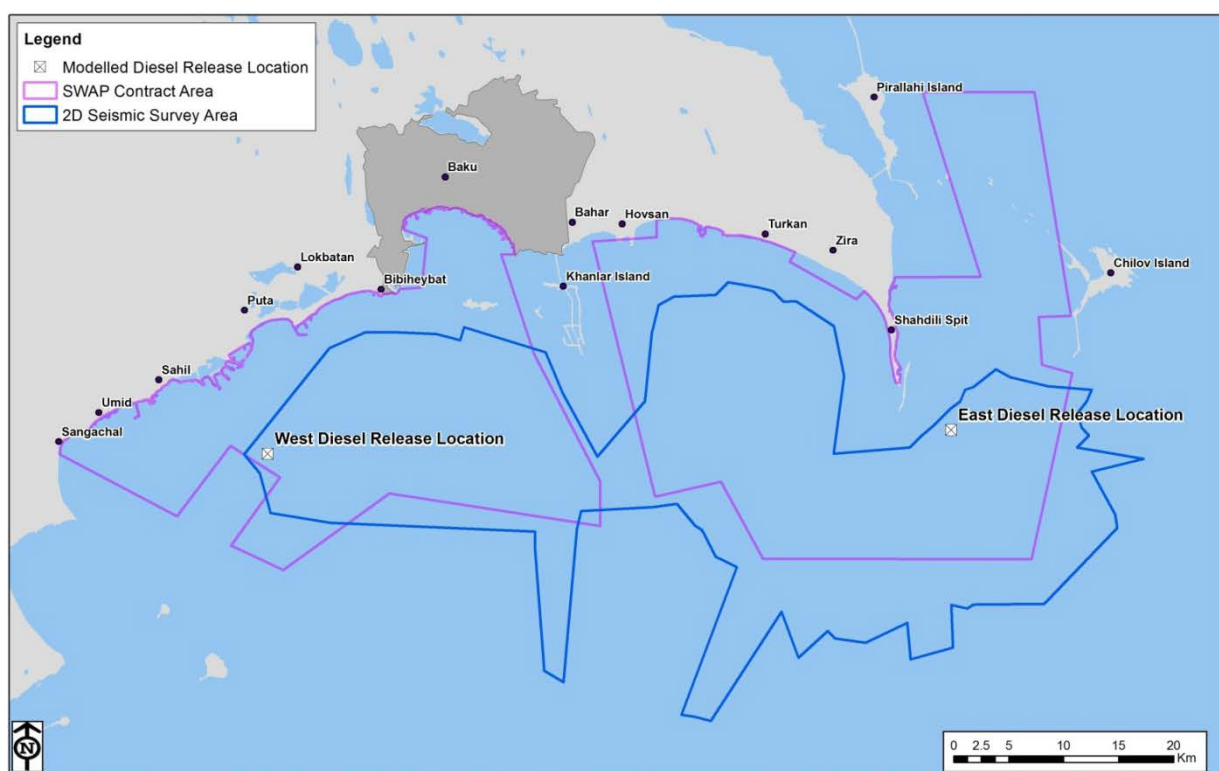 Legend
Modelled Diesel Release Location
SWAP Contract Area
2D Seismic Survey Area
Pirallahi Island
Baku
Bahar
Hovsan
Turkan
Zira
Lokbatan
Bibiheybat
Khanlar Island
Chilov Island
Puta
Shahdili Spit
Sahil
Umid
East Diesel Release Location
West Diesel Release Location
Sangachal
N
0 2.5 5 10 15 20
Km